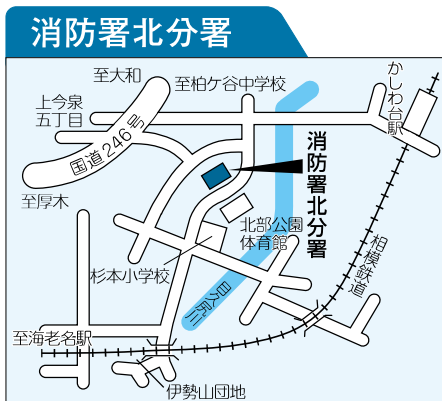 消防署北分署
至大和
至柏ケ谷中学校
かしわ台駅
上今泉
五丁目
国道246号
消防署北分署
至厚木
北部公園
体育館
相模鉄道
杉本小学校
目久尻川
至海老名駅
伊勢山団地